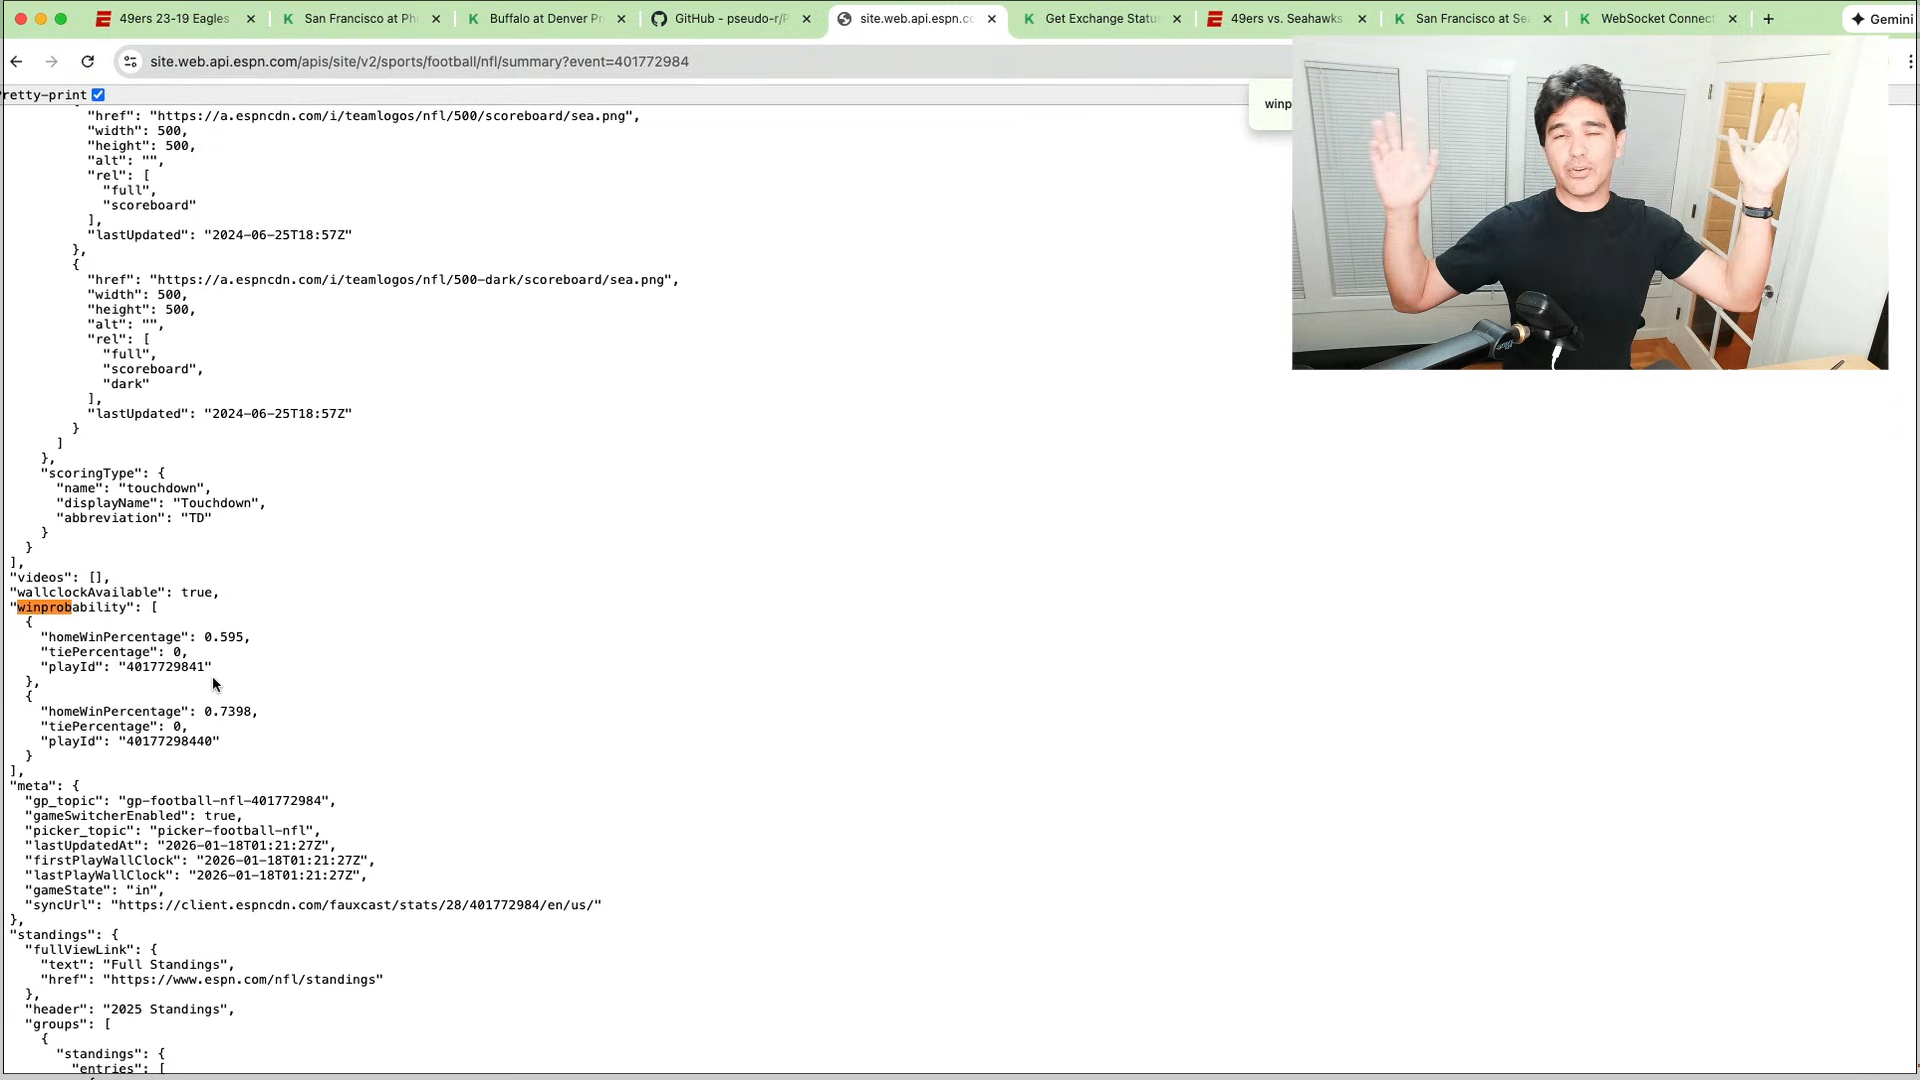 49ers 23-19 Eagles
San Francisco at Ph
Buffalo at Denver Pr
GitHub - pseudo-r/P
site.web.api.espn.co
Get Exchange Statu
49ers vs. Seahawks
San Francisco at Se
WebSocket Connect
Gemini
site.web.api.espn.com/apis/site/v2/sports/football/nfl/summary?event=401772984
retty-print
winp
"href": "https://a.espncdn.com/i/teamlogos/nfl/500/scoreboard/sea.png",
"width": 500,
"height": 500,
"alt": "",
"rel": [
"full",
"scoreboard"
],
"lastUpdated": "2024-06-25T18:57Z"
},
{
"href": "https://a.espncdn.com/i/teamlogos/nfl/500-dark/scoreboard/sea.png",
"width": 500,
"height": 500,
"alt": "",
"rel": [
"full",
"scoreboard",
"dark"
],
"lastUpdated": "2024-06-25T18:57Z"
}
]
},
"scoringType": {
"name": "touchdown",
"displayName": "Touchdown",
"abbreviation": "TD"
}
}
],
"videos": [],
"wallclockAvailable": true,
"winprobability": [
{
"homeWinPercentage": 0.595,
"tiePercentage": 0,
"playId": "4017729841"
},
{
"homeWinPercentage": 0.7398,
"tiePercentage": 0,
"playId": "40177298440"
}
],
"meta": {
"gp_topic": "gp-football-nfl-401772984",
"gameSwitcherEnabled": true,
"picker_topic": "picker-football-nfl",
"lastUpdatedAt": "2026-01-18T01:21:27Z",
"firstPlayWallClock": "2026-01-18T01:21:27Z",
"lastPlayWallClock": "2026-01-18T01:21:27Z",
"gameState": "in",
"syncUrl": "https://client.espncdn.com/fauxcast/stats/28/401772984/en/us/"
},
"standings": {
"fullViewLink": {
"text": "Full Standings",
"href": "https://www.espn.com/nfl/standings"
},
"header": "2025 Standings",
"groups": [
{
"standings": {
"entries": [